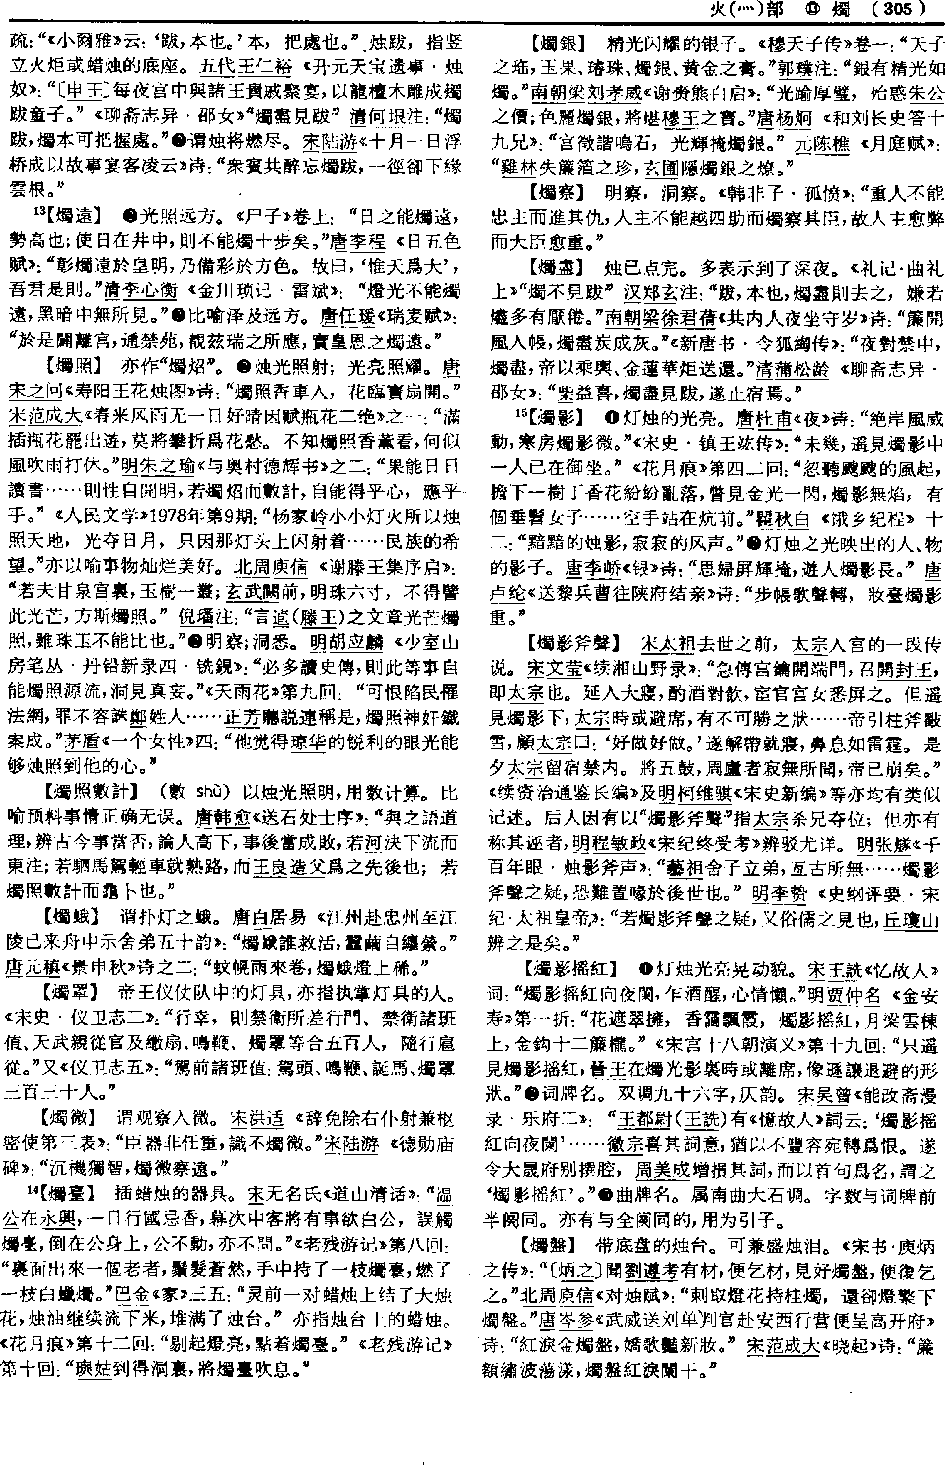 火(灬)部 ⑬ 燭 (305)
疏：“《小爾雅》云：‘跋，本也。’本，把處也。”烛跋，指竖
立火炬或蜡烛的底座。五代王仁裕《开元天宝遗事·烛
奴》：“〔申王〕每夜宫中與諸王貴戚聚宴，以龍檀木雕成燭
跋童子。”《聊斋志异·邵女》“燭盡見跋”清何垠注：“燭
跋，燭本可把握處。”❷谓烛将燃尽。宋陆游《十月一日浮
桥成以故事宴客凌云》诗：“衆賓共醉忘燭跋，一徑卻下緣
雲根。”
13【燭遠】 ❶光照远方。《尸子》卷上：“日之能燭遠，
勢高也；使日在井中，則不能燭十步矣。”唐李程《日五色
赋》：“彰燭遠於皇明，乃備彩於方色。故曰，‘惟天爲大’，
吾君是則。”清李心衡《金川琐记·雷斌》：“燈光不能燭
遠，黑暗中無所見。”❷比喻泽及远方。唐任瑗《瑞麦赋》：
“於是開離宫，通禁苑，覯兹瑞之所應，實皇恩之燭遠。”
【燭照】 亦作“燭炤”。❶烛光照射；光亮照耀。唐
宋之问《寿阳王花烛图》诗：“燭照香車入，花臨寶扇開。”
宋范成大《春来风雨无一日好晴因赋瓶花二绝》之一：“滿
插瓶花罷出遊，莫將攀折爲花愁。不知燭照香薰看，何似
風吹雨打休。”明朱之瑜《与奥村德辉书》之二：“果能日日
讀書……則性自開明，若燭炤而數計，自能得乎心，應乎
手。”《人民文学》1978年第9期：“杨家岭小小灯火所以烛
照天地，光夺日月，只因那灯头上闪射着……民族的希
望。”亦以喻事物灿烂美好。北周庾信《谢滕王集序启》：
“若夫甘泉宫裏，玉樹一叢；玄武闕前，明珠六寸，不得譬
此光芒，方斯燭照。”倪璠注：“言逌（滕王）之文章光芒燭
照，雖珠玉不能比也。”❷明察；洞悉。明胡应麟《少室山
房笔丛·丹铅新录四·铣鋧》：“必多讀史傳，則此等事自
能燭照源流，洞見真妄。”《天雨花》第九回：“可恨陷民罹
法網，罪不容誅鄭姓人……正芳聽説連稱是，燭照神奸鐵
案成。”茅盾《一个女性》四：“他觉得琼华的锐利的眼光能
够烛照到他的心。”
【燭照數計】（數 shǔ）以烛光照明，用数计算。比
喻预料事情正确无误。唐韩愈《送石处士序》：“與之語道
理，辨古今事當否，論人高下，事後當成敗，若河決下流而
東注；若駟馬駕輕車就熟路，而王良造父爲之先後也；若
燭照數計而龜卜也。”
【燭蛾】 谓扑灯之蛾。唐白居易《江州赴忠州至江
陵已来舟中示舍弟五十韵》：“燭蛾誰救活，蠶繭自纏縈。”
唐元稹《景申秋》诗之二：“蚊幌雨來卷，燭蛾燈上稀。”
【燭罩】 帝王仪仗队中的灯具，亦指执掌灯具的人。
《宋史·仪卫志二》：“行幸，則禁衛所差行門、禁衛諸班
值、天武親從官及繖扇、鳴鞭、燭罩等合五百人，隨行扈
從。”又《仪卫志五》：“駕前諸班值：駕頭、鳴鞭、誕馬、燭罩
三百三十人。”
【燭微】 谓观察入微。宋洪适《辞免除右仆射兼枢
密使第三表》：“臣器非任重，識不燭微。”宋陆游《德勋庙
碑》：“沉機獨智，燭微察遠。”
14【燭臺】 插蜡烛的器具。宋无名氏《道山清话》：“温
公在永興，一日行國忌香，幕次中客將有事欲白公，誤觸
燭臺，倒在公身上，公不動，亦不問。”《老残游记》第八回：
“裏面出來一個老者，鬚髮蒼然，手中持了一枝燭臺，燃了
一枝白蠟燭。”巴金《家》三五：“灵前一对蜡烛上结了大烛
花，烛油继续流下来，堆满了烛台。”亦指烛台上的蜡烛。
《花月痕》第十二回：“剔起燈亮，點着燭臺。”《老残游记》
第十回：“璵姑到得洞裏，將燭臺吹息。”
【燭銀】 精光闪耀的银子。《穆天子传》卷一：“天子
之珤，玉果、璿珠、燭銀、黄金之膏。”郭璞注：“銀有精光如
燭。”南朝梁刘孝威《谢赉熊白启》：“光踰厚璧，殆惑朱公
之價；色麗燭銀，將堪穆王之寶。”唐杨炯《和刘长史答十
九兄》：“宫徵諧鳴石，光輝掩燭銀。”元陈樵《月庭赋》：
“雞林失簾箔之珍，玄圃隱燭銀之燎。”
【燭察】 明察，洞察。《韩非子·孤愤》：“重人不能
忠主而進其仇，人主不能越四助而燭察其臣，故人主愈弊
而大臣愈重。”
【燭盡】 烛已点完。多表示到了深夜。《礼记·曲礼
上》“燭不見跋”汉郑玄注：“跋，本也，燭盡則去之，嫌若
燼多有厭倦。”南朝梁徐君蒨《共内人夜坐守岁》诗：“簾開
風入帳，燭盡炭成灰。”《新唐书·令狐绹传》：“夜對禁中，
燭盡，帝以乘輿、金蓮華炬送還。”清蒲松龄《聊斋志异·
邵女》：“柴益喜，燭盡見跋，遂止宿焉。”
15【燭影】 ❶灯烛的光亮。唐杜甫《夜》诗：“絶岸風威
動，寒房燭影微。”《宋史·镇王竑传》：“未幾，遥見燭影中
一人已在御坐。”《花月痕》第四二回：“忽聽颼颼的風起，
檐下一樹丁香花紛紛亂落，瞥見金光一閃，燭影無焰，有
個垂髫女子……空手站在炕前。”瞿秋白《饿乡纪程》十
二：“黯黯的烛影，寂寂的风声。”❷灯烛之光映出的人、物
的影子。唐李峤《银》诗：“思婦屏輝掩，遊人燭影長。”唐
卢纶《送黎兵曹往陕府结亲》诗：“步帳歌聲轉，妝臺燭影
重。”
【燭影斧聲】 宋太祖去世之前，太宗入宫的一段传
说。宋文莹《续湘山野录》：“急傳宫鑰開端門，召開封王，
即太宗也。延入大寢，酌酒對飲，宦官宫女悉屏之。但遥
見燭影下，太宗時或避席，有不可勝之狀……帝引柱斧戳
雪，顧太宗曰：‘好做好做。’遂解帶就寢，鼻息如雷霆。是
夕太宗留宿禁内。將五鼓，周廬者寂無所聞，帝已崩矣。”
《续资治通鉴长编》及明柯维骐《宋史新编》等亦均有类似
记述。后人因有以“燭影斧聲”指太宗杀兄夺位；但亦有
称其诬者，明程敏政《宋纪终受考》辨驳尤详。明张燧《千
百年眼·烛影斧声》：“藝祖舍子立弟，亘古所無……燭影
斧聲之疑，恐難置喙於後世也。”明李贽《史纲评要·宋
纪·太祖皇帝》：“若燭影斧聲之疑，又俗儒之見也，丘瓊山
辨之是矣。”
【燭影摇紅】 ❶灯烛光亮晃动貌。宋王詵《忆故人》
词：“燭影摇紅向夜闌，乍酒醒，心情懶。”明贾仲名《金安
寿》第一折：“花遮翠擁，香靄飄霞，燭影摇紅，月梁雲棟
上，金鈎十二簾櫳。”《宋宫十八朝演义》第十九回：“只遥
見燭影摇紅，晉王在燭光影裏時或離席，像遜讓退避的形
狀。”❷词牌名。双调九十六字，仄韵。宋吴曾《能改斋漫
录·乐府二》：“王都尉（王詵）有《憶故人》詞云：‘燭影摇
紅向夜闌’……徽宗喜其詞意，猶以不豐容宛轉爲恨。遂
令大晟府别撰腔，周美成增損其詞，而以首句爲名，謂之
‘燭影摇紅’。”❸曲牌名。属南曲大石调。字数与词牌前
半阕同。亦有与全阕同的，用为引子。
【燭盤】 带底盘的烛台。可兼盛烛泪。《宋书·庾炳
之传》：“〔炳之〕聞劉遵考有材，便乞材，見好燭盤，便復乞
之。”北周庾信《对烛赋》：“刺取燈花持桂燭，還卻燈檠下
燭盤。”唐岑参《武威送刘单判官赴安西行营便呈高开府》
诗：“紅淚金燭盤，嬌歌豔新妝。”宋范成大《晓起》诗：“簾
額繡波蕩漾，燭盤紅淚闌干。”